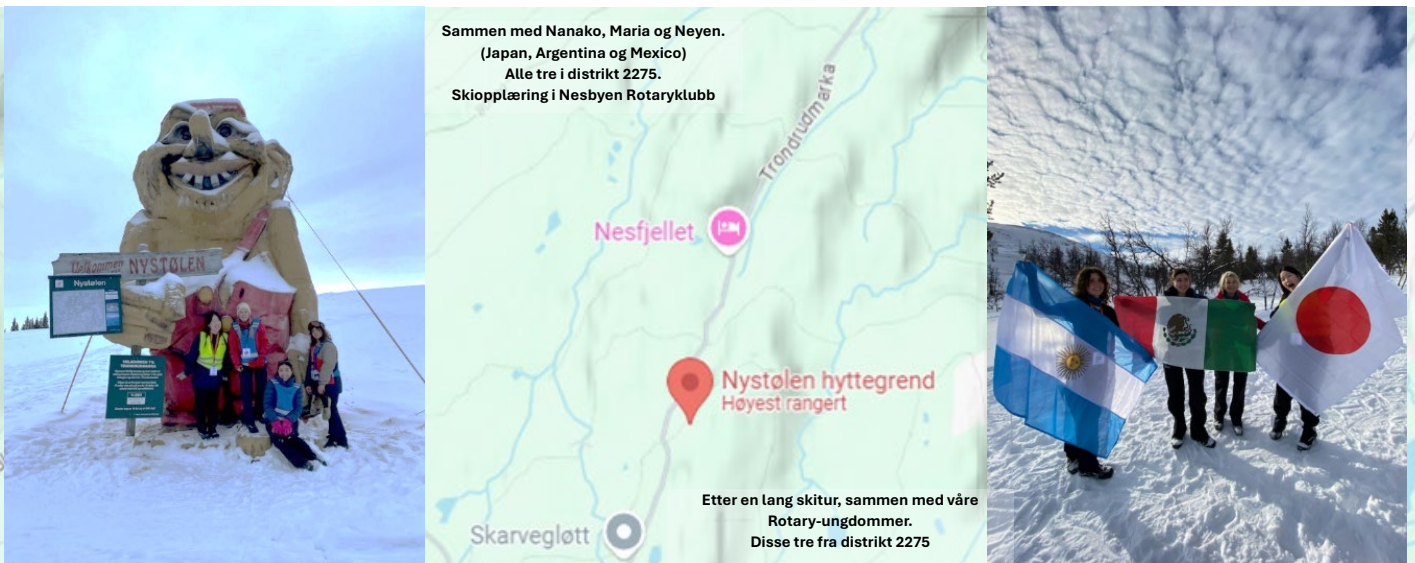 Velkommen NYSTØLEN
Nystølen
Sammen med Nanako, Maria og Neyen.
(Japan, Argentina og Mexico)
Alle tre i distrikt 2275.
Skiopplæring i Nesbyen Rotaryklubb
Trondrudmarka
Nesfjellet
Nystølen hyttegrend
Høyest rangert
Skarvegløtt
Etter en lang skitur, sammen med våre
Rotary-ungdommer.
Disse tre fra distrikt 2275